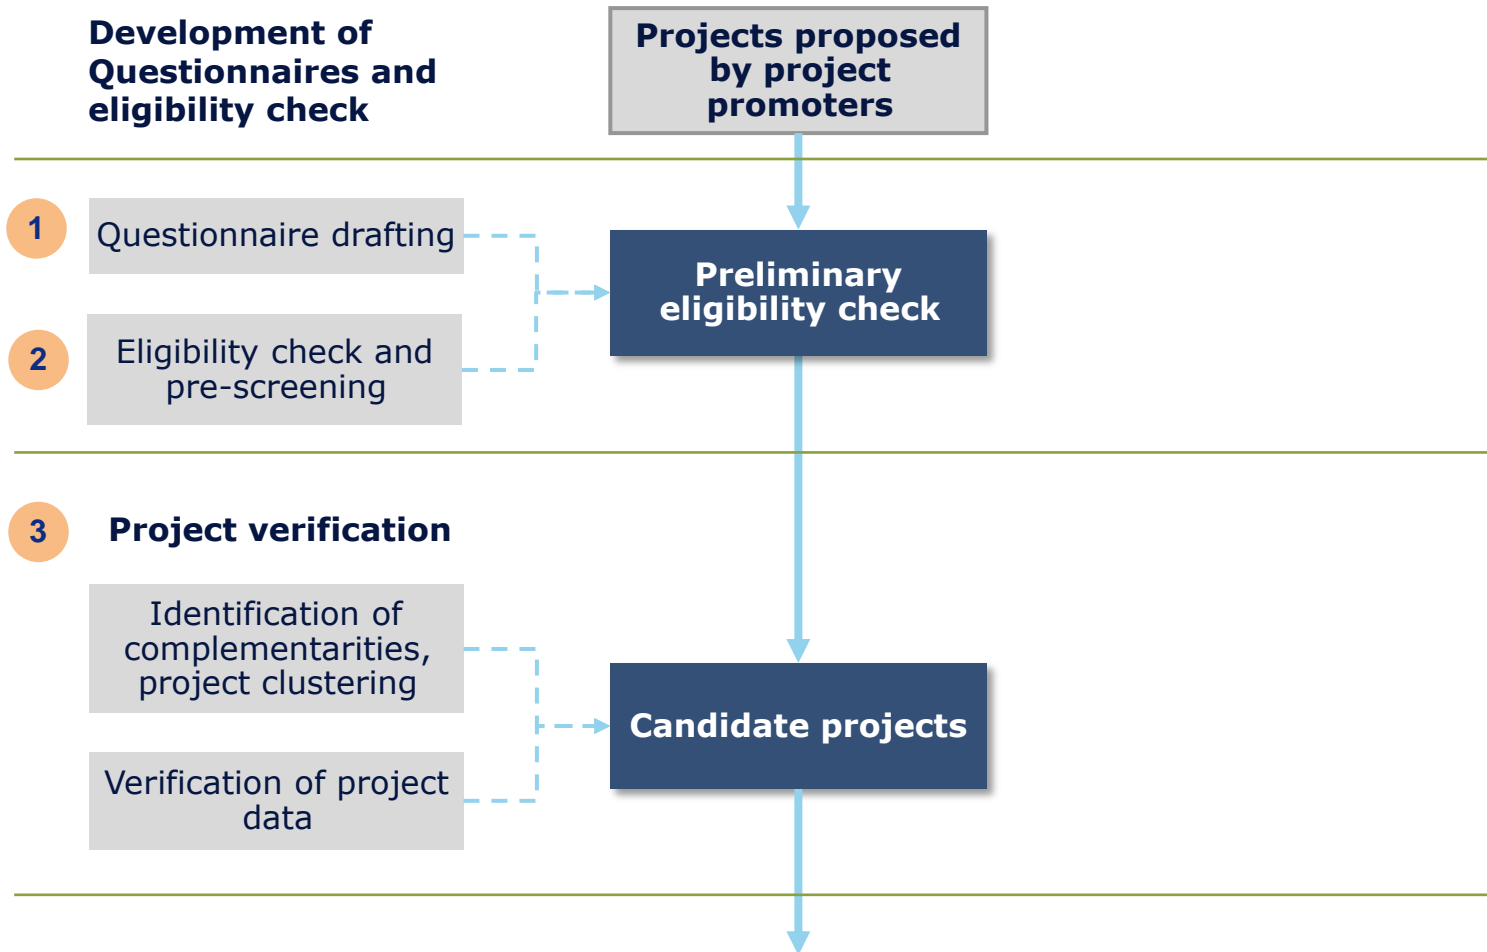 Development of
Questionnaires and
eligibility check
Projects proposed
by project
promoters
1
Questionnaire drafting
Preliminary
eligibility check
2
Eligibility check and
pre-screening
3
Project verification
Identification of
complementarities,
project clustering
Candidate projects
Verification of project
data